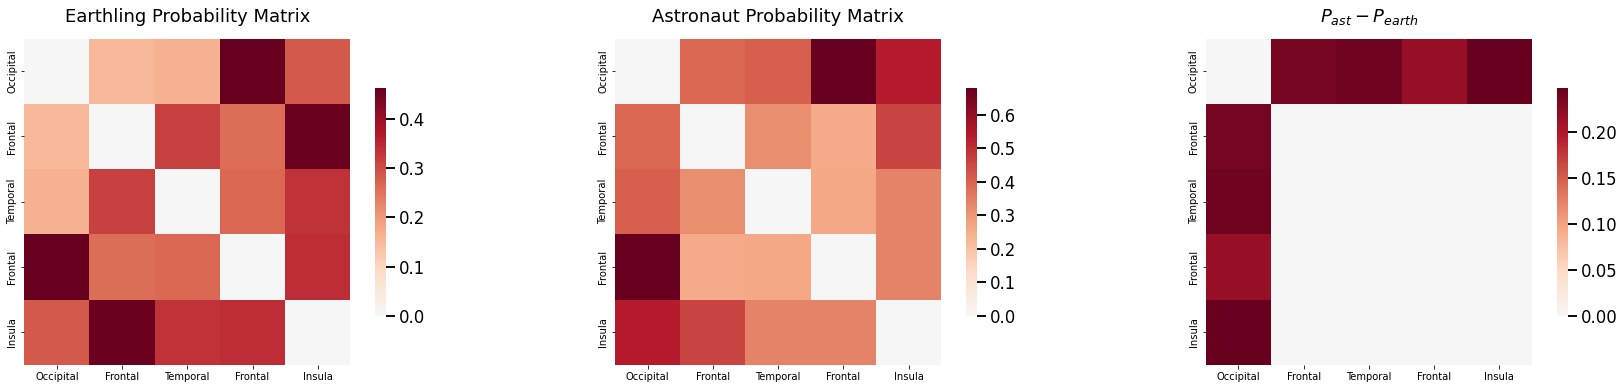 Earthling Probability Matrix
Occipital
Frontal
Temporal
Frontal
Insula
Occipital Frontal Temporal Frontal Insula
0.4
0.3
0.2
0.1
0.0
Astronaut Probability Matrix
Occipital
Frontal
Temporal
Frontal
Insula
Occipital Frontal Temporal Frontal Insula
0.6
0.5
0.4
0.3
0.2
0.1
0.0
P_ast − P_earth
Occipital
Frontal
Temporal
Frontal
Insula
Occipital Frontal Temporal Frontal Insula
0.20
0.15
0.10
0.05
0.00